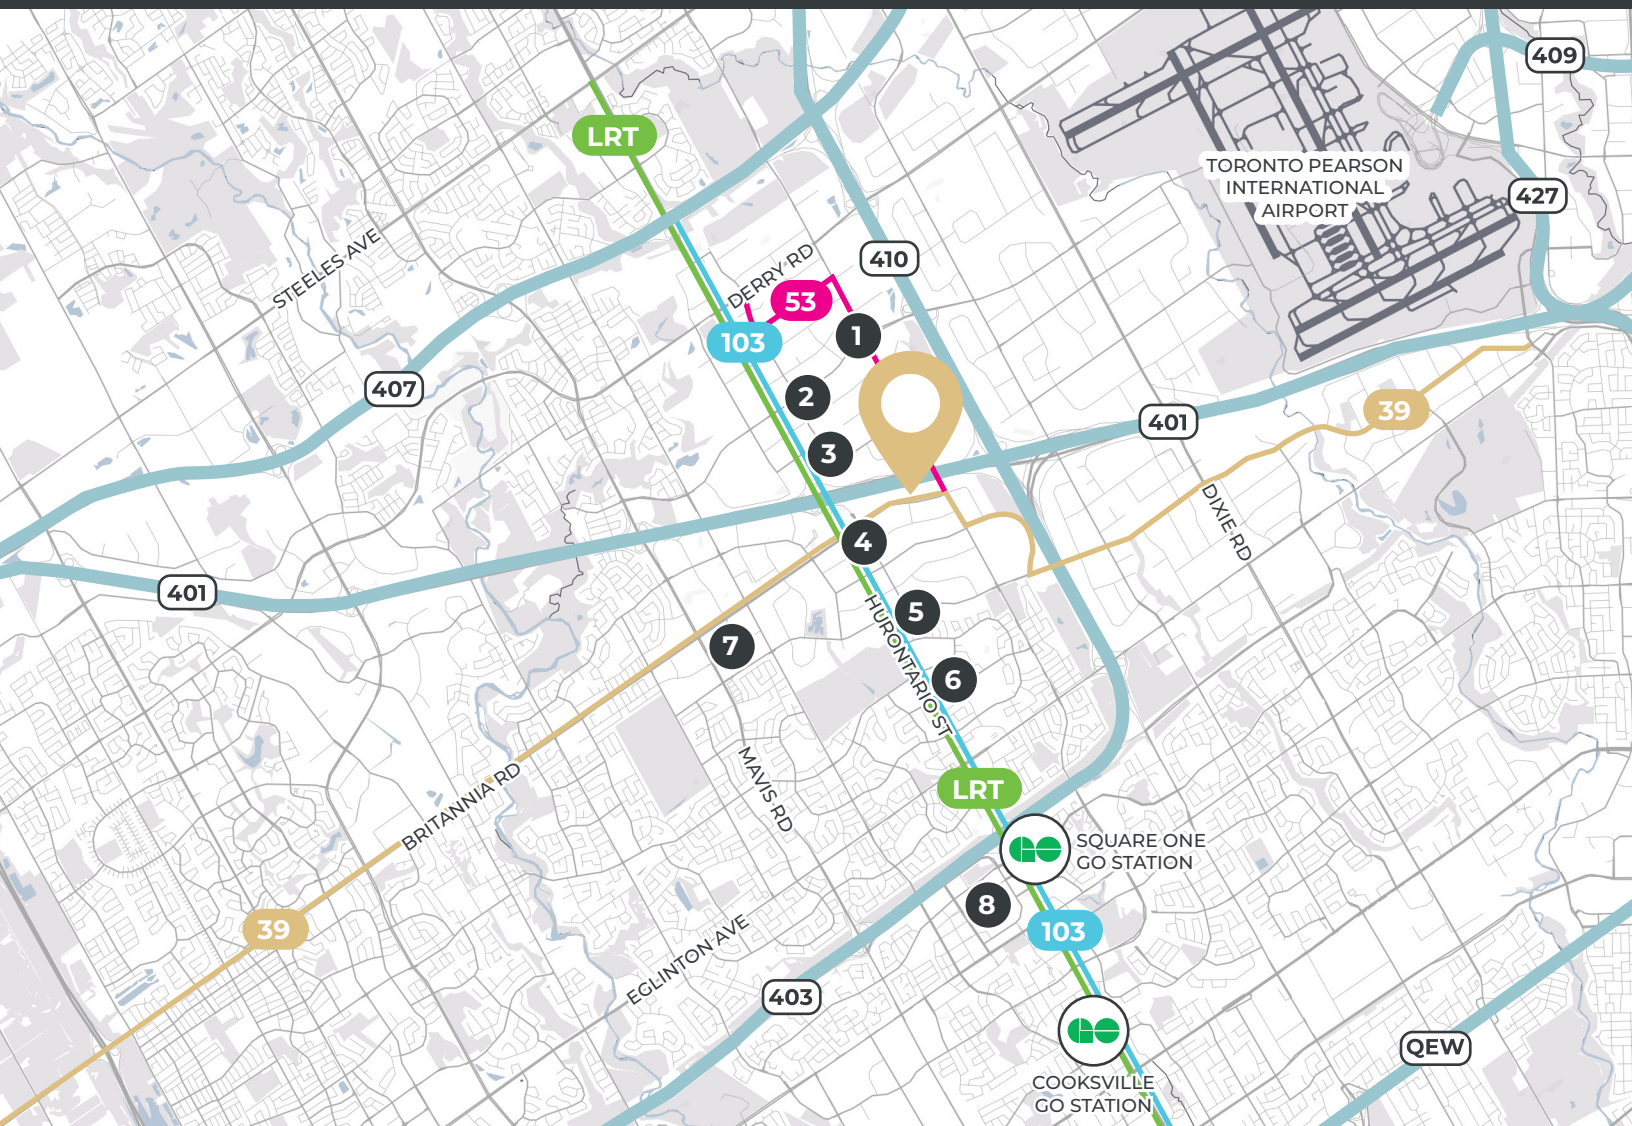 409
LRT
TORONTO PEARSON
INTERNATIONAL
AIRPORT
427
STEELES AVE
410
DERRY RD
53
1
103
407
2
39
401
3
DIXIE RD
4
401
5
HURONTARIO ST
7
6
MAVIS RD
BRITANNIA RD
LRT
SQUARE ONE
GO STATION
GO
8
39
103
EGLINTON AVE
403
GO
QEW
COOKSVILLE
GO STATION